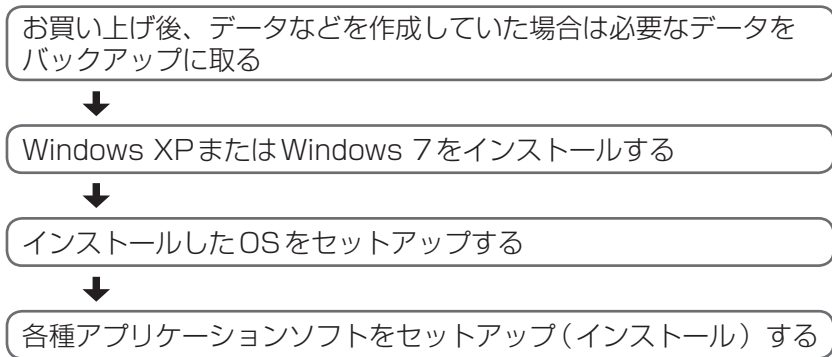 お買い上げ後、データなどを作成していた場合は必要なデータを
バックアップに取る
Windows XPまたはWindows 7をインストールする
インストールしたOSをセットアップする
各種アプリケーションソフトをセットアップ(インストール)する